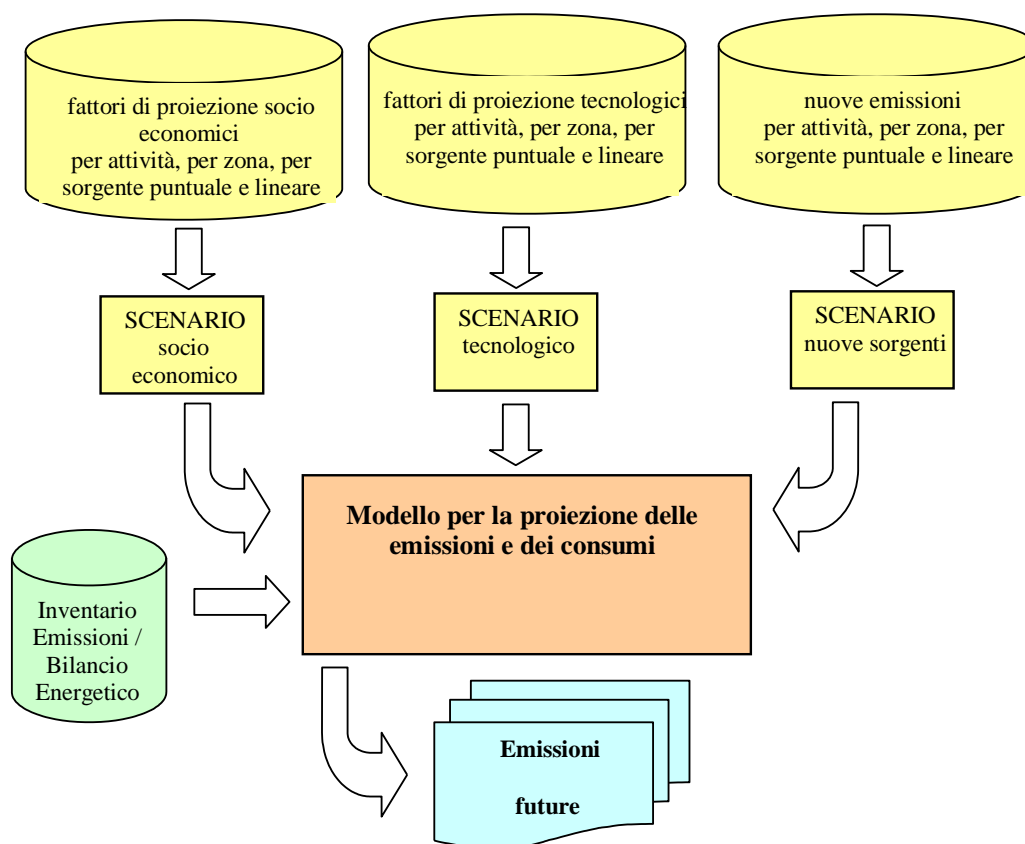 fattori di proiezione socio
economici
per attività, per zona, per
sorgente puntuale e lineare
fattori di proiezione tecnologici
per attività, per zona, per
sorgente puntuale e lineare
nuove emissioni
per attività, per zona, per
sorgente puntuale e lineare
SCENARIO
socio
economico
SCENARIO
tecnologico
SCENARIO
nuove sorgenti
Modello per la proiezione delle
emissioni e dei consumi
Inventario
Emissioni /
Bilancio
Energetico
Emissioni
future